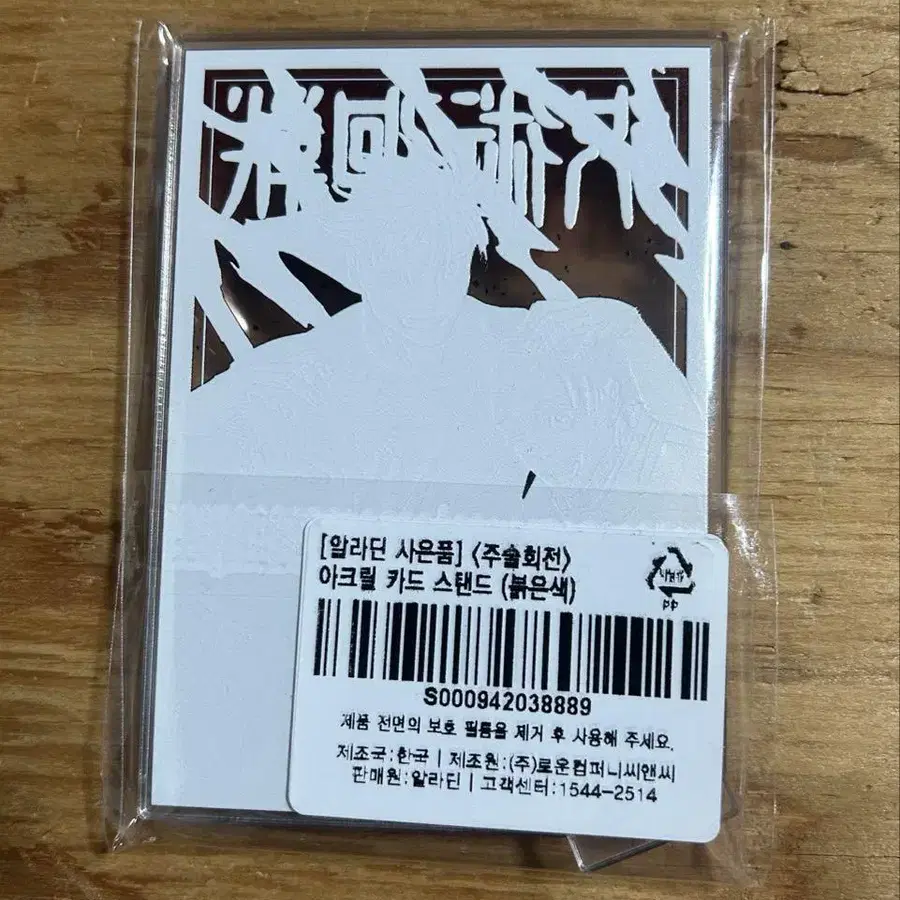 [알라딘 사은품] <주술회전>
아크릴 카드 스탠드 (붉은색)
PP
S000942038889
제품 전면의 보호 필름을 제거 후 사용해 주세요.
제조국:한국 | 제조원:(주)로운컴퍼니씨앤씨
판매원:알라딘 | 고객센터:1544-2514